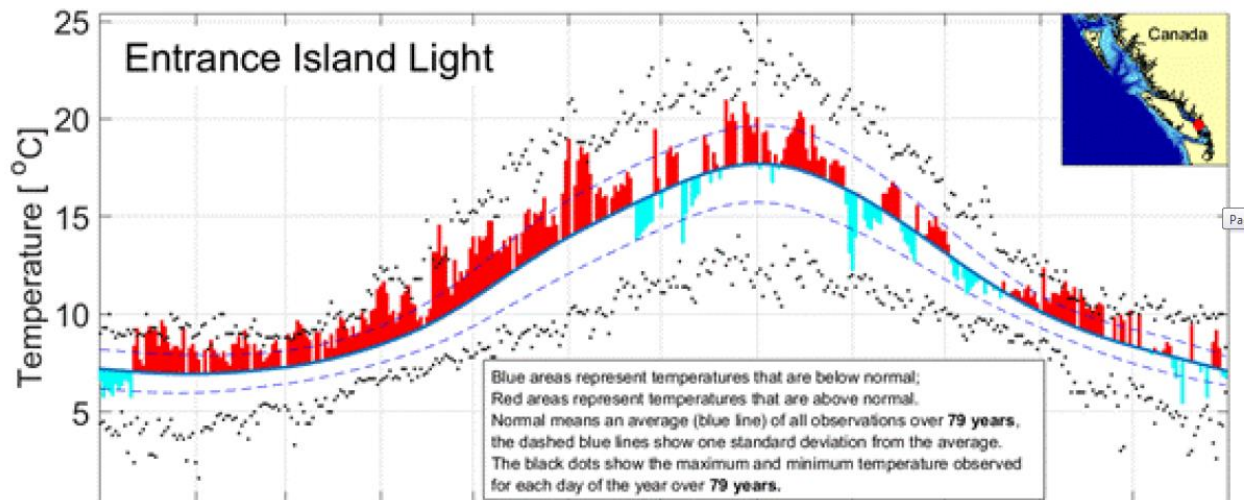 25
Entrance Island Light
Canada
20
15
10
5
Temperature [ °C]
Pa
Blue areas represent temperatures that are below normal;
Red areas represent temperatures that are above normal.
Normal means an average (blue line) of all observations over 79 years,
the dashed blue lines show one standard deviation from the average.
The black dots show the maximum and minimum temperature observed
for each day of the year over 79 years.